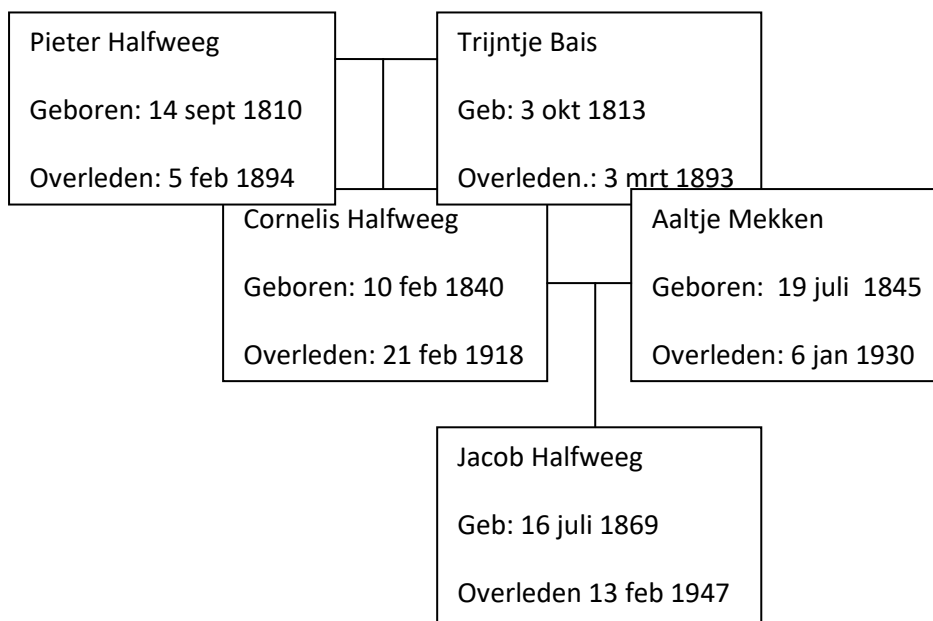 Pieter Halfweeg
Geboren: 14 sept 1810
Overleden: 5 feb 1894
Trijntje Bais
Geb: 3 okt 1813
Overleden.: 3 mrt 1893
Cornelis Halfweeg
Geboren: 10 feb 1840
Overleden: 21 feb 1918
Aaltje Mekken
Geboren:  19 juli  1845
Overleden: 6 jan 1930
Jacob Halfweeg
Geb: 16 juli 1869
Overleden 13 feb 1947